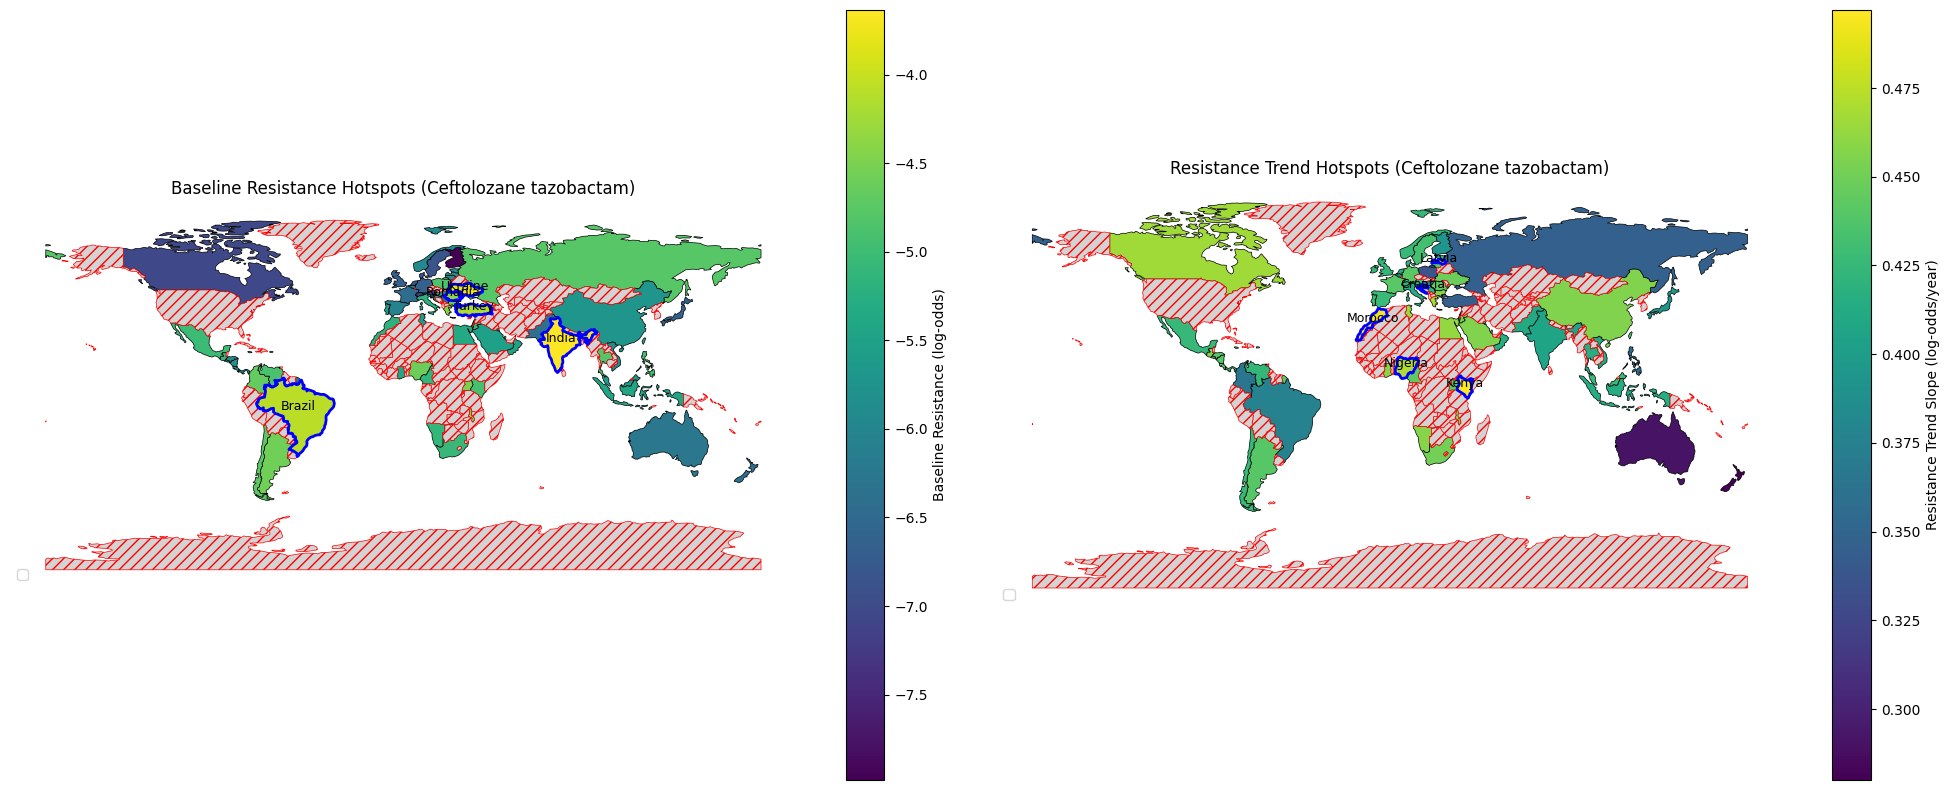 Baseline Resistance Hotspots (Ceftolozane tazobactam)
Ukraine
Romania
Turkey
India
Brazil
−4.0
−4.5
−5.0
−5.5
−6.0
−6.5
−7.0
−7.5
Baseline Resistance (log-odds)
Resistance Trend Hotspots (Ceftolozane tazobactam)
Latvia
Croatia
Morocco
Nigeria
Kenya
0.475
0.450
0.425
0.400
0.375
0.350
0.325
0.300
Resistance Trend Slope (log-odds/year)